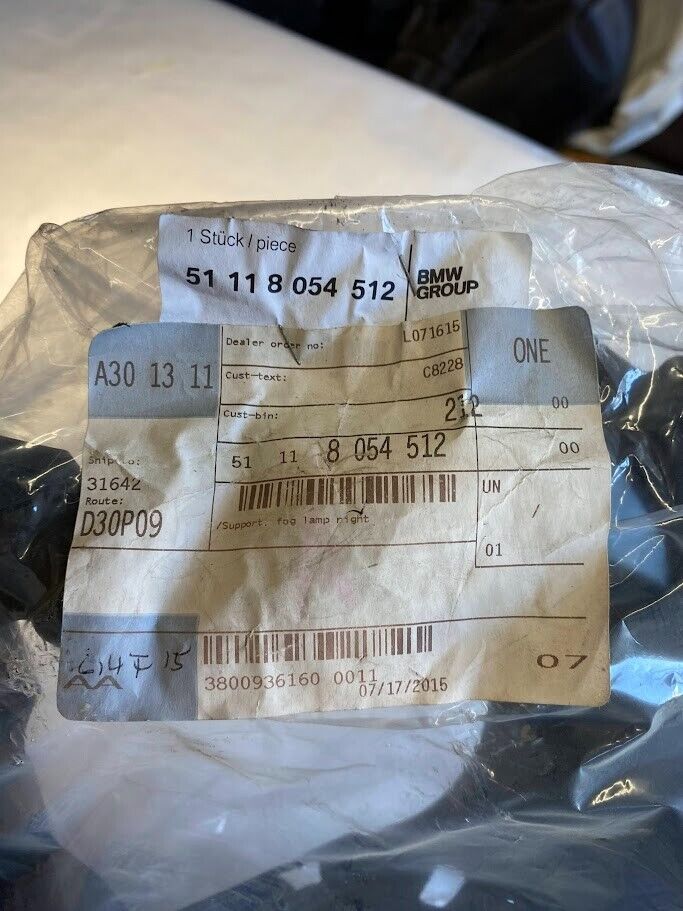 1 Stück / piece
51 11 8 054 512
BMW
GROUP
A30 13 11
Dealer order no:
L071615
ONE
Cust-text:
C8228
Cust-bin:
212
00
Ship to:
31642
51 11 8 054 512
00
Route:
D30P09
/Support, fog lamp right
UN
/
01
15
AA
3800936160 0011
07/17/2015
07